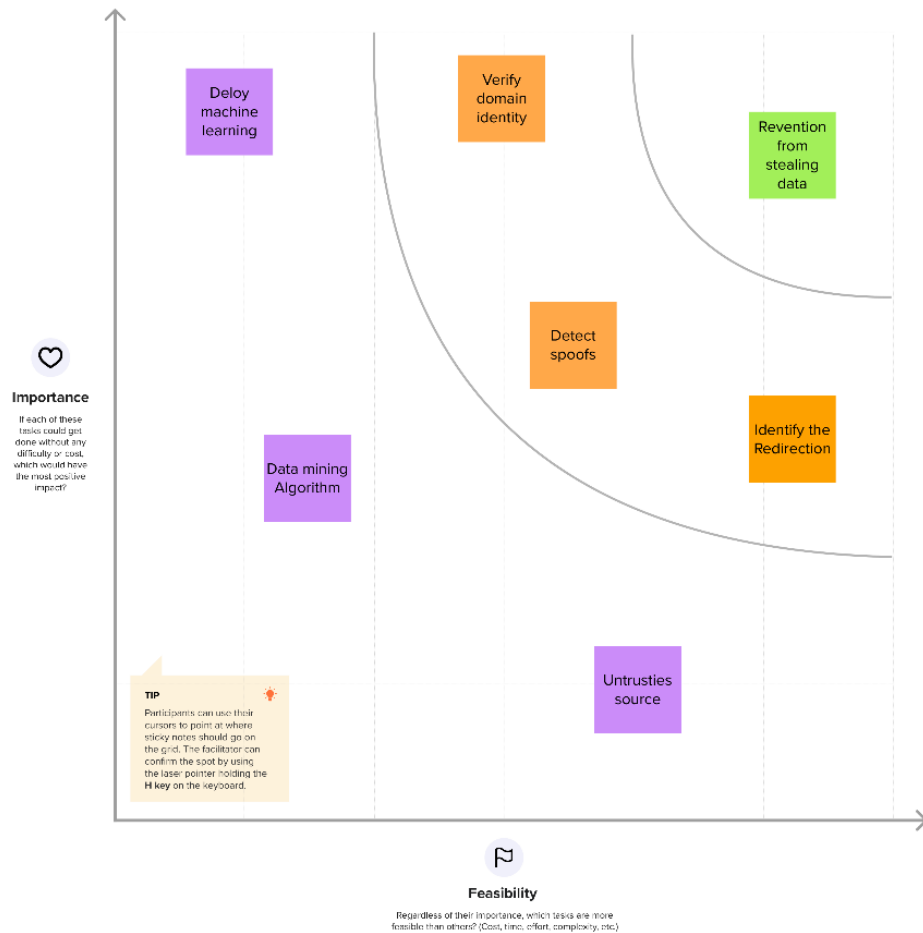 Deloy
machine
learning
Verify
domain
identity
Revention
from
stealing
data
Detect
spoofs
Importance
If each of these
tasks could get
done without any
difficulty or cost,
which would have
the most positive
impact?
Identify the
Redirection
Data mining
Algorithm
Untrusties
source
TIP
Participants can use their
cursors to point at where
sticky notes should go on
the grid. The facilitator can
confirm the spot by using
the laser pointer holding the
H key on the keyboard.
Feasibility
Regardless of their importance, which tasks are more
feasible than others? (Cost, time, effort, complexity, etc.)